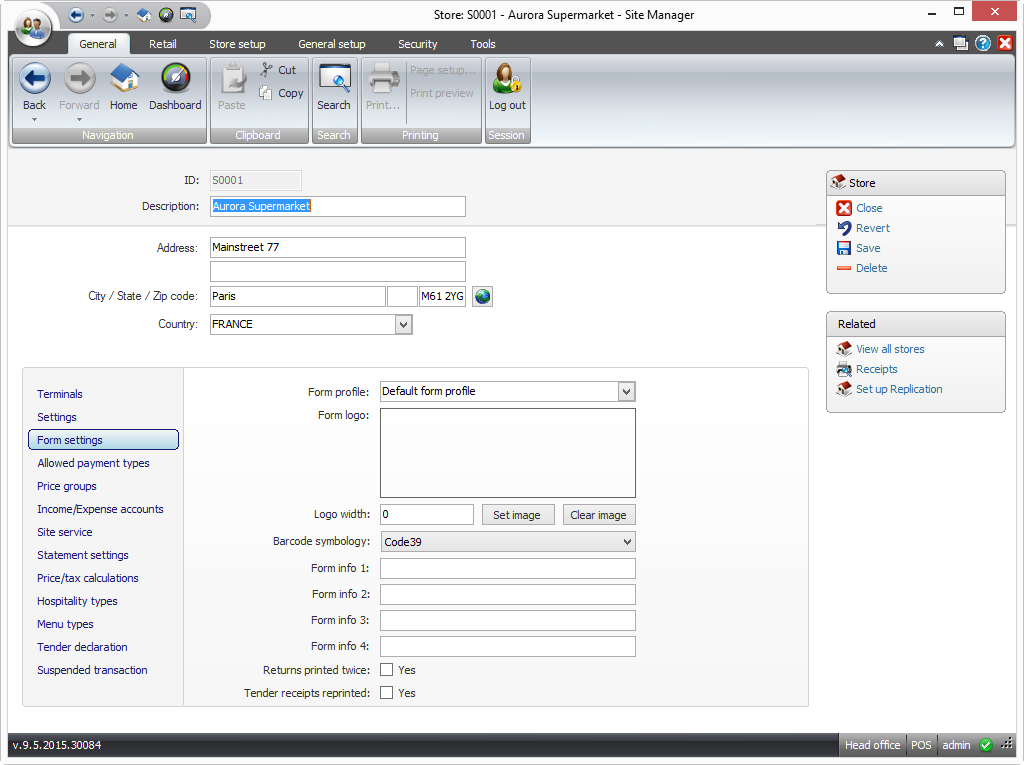 Store: S0001 - Aurora Supermarket - Site Manager
General Retail Store setup General setup Security Tools
Back Forward Home Dashboard
Navigation
Paste Cut
Copy
Clipboard
Search
Search
Print... Page setup...
Print preview
Printing
Log out
Session
ID: S0001
Description: Aurora Supermarket
Address: Mainstreet 77
City / State / Zip code: Paris M61 2YG
Country: FRANCE
Store
Close
Revert
Save
Delete
Related
View all stores
Receipts
Set up Replication
Terminals
Settings
Form settings
Allowed payment types
Price groups
Income/Expense accounts
Site service
Statement settings
Price/tax calculations
Hospitality types
Menu types
Tender declaration
Suspended transaction
Form profile: Default form profile
Form logo:
Logo width: 0 Set image Clear image
Barcode symbology: Code39
Form info 1:
Form info 2:
Form info 3:
Form info 4:
Returns printed twice: Yes
Tender receipts reprinted: Yes
v.9.5.2015.30084 Head office POS admin